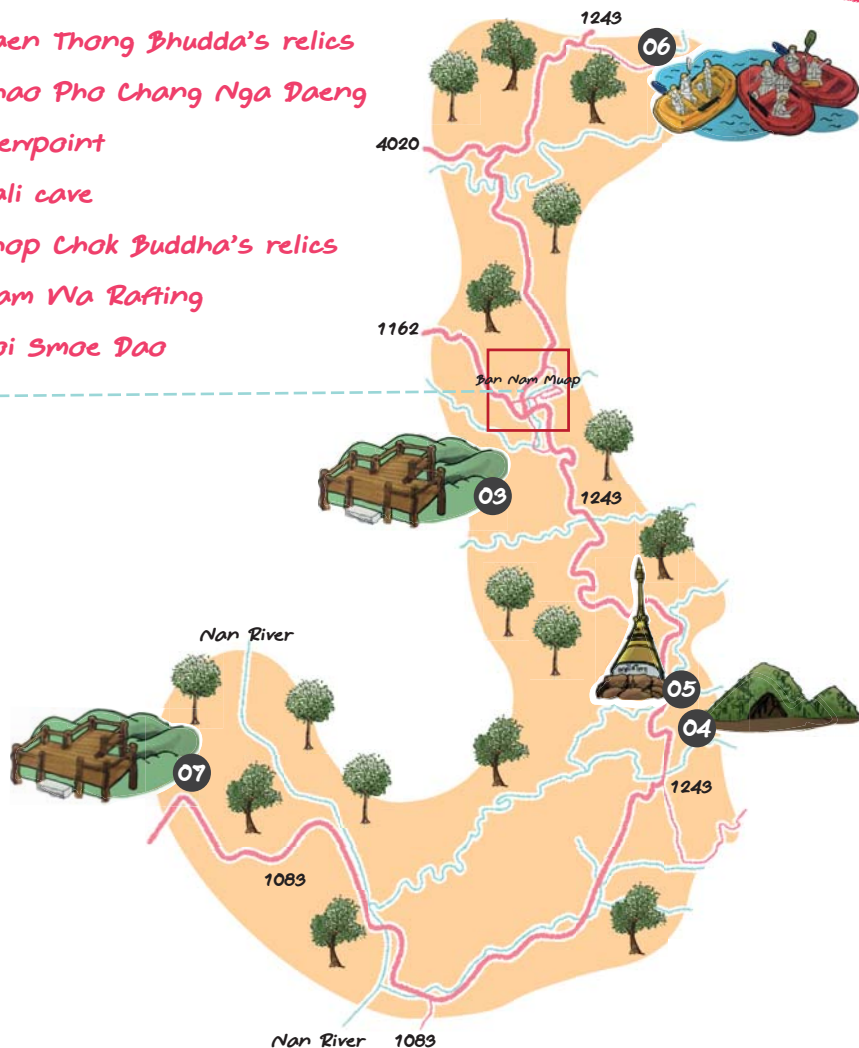 aen Thong Bhudda's relics
hao Pho Chang Nga Daeng
ewpoint
ali cave
hop Chok Buddha's relics
am Wa Rafting
oi Smoe Dao
1243
06
4020
1162
Ban Nam Muap
03
1243
Nan River
05
04
07
1243
1083
Nan River
1083